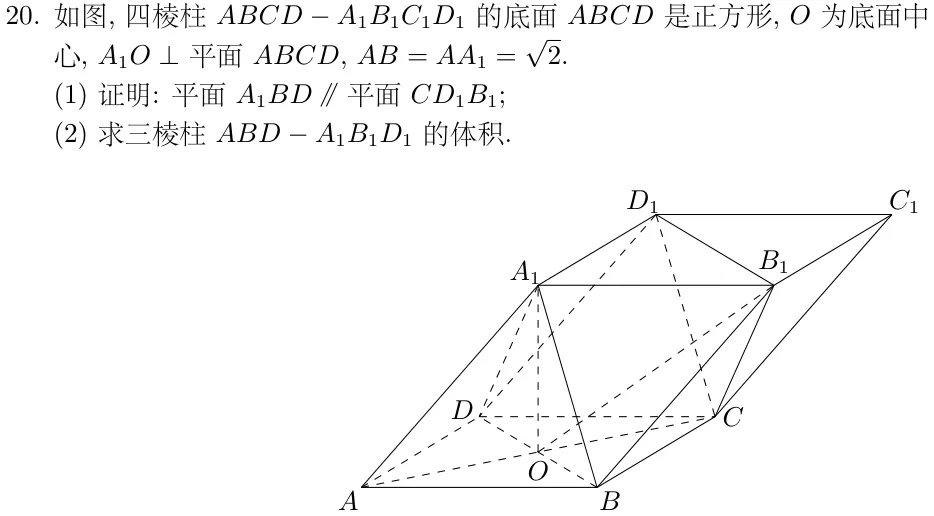 20. 如图, 四棱柱 ABCD − A₁B₁C₁D₁ 的底面 ABCD 是正方形, O 为底面中
心, A₁O ⊥ 平面 ABCD, AB = AA₁ = √2.
(1) 证明: 平面 A₁BD ∥ 平面 CD₁B₁;
(2) 求三棱柱 ABD − A₁B₁D₁ 的体积.
D₁
C₁
A₁
B₁
D
C
O
A
B